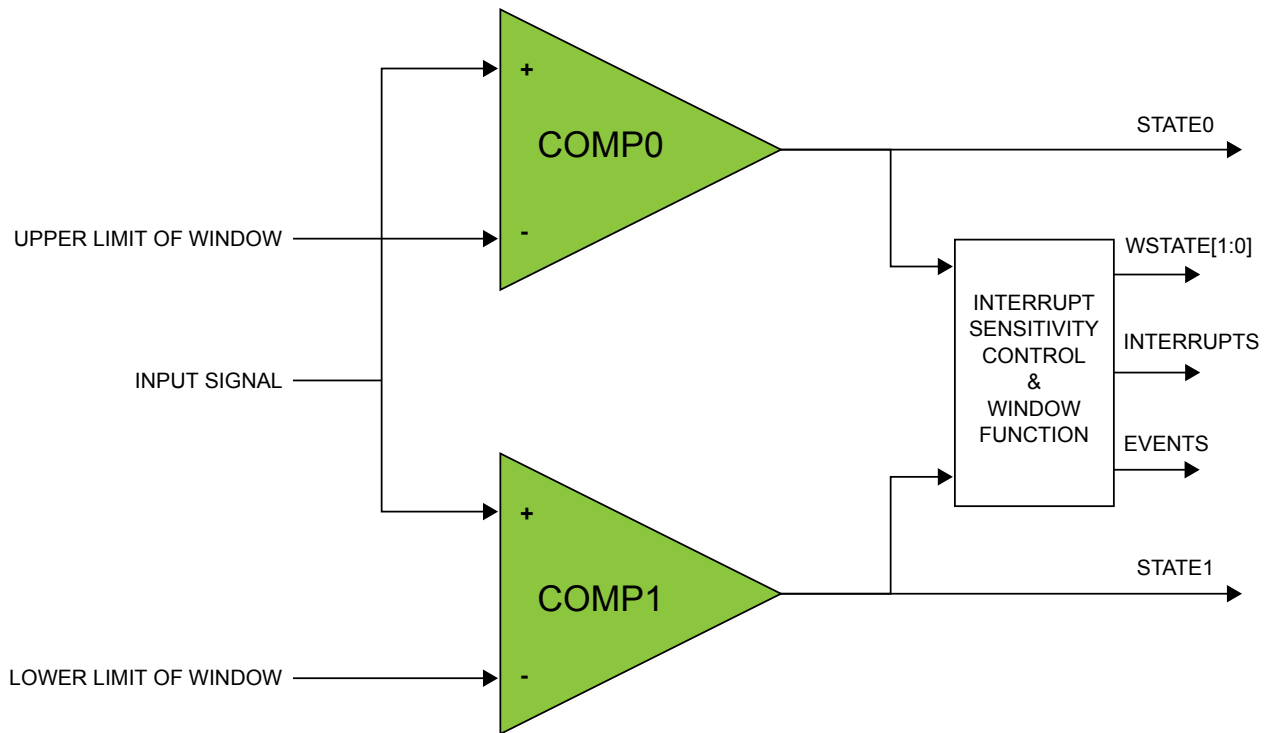 +
COMP0
-
STATE0
UPPER LIMIT OF WINDOW
WSTATE[1:0]
INTERRUPT
SENSITIVITY
CONTROL
&
WINDOW
FUNCTION
INTERRUPTS
INPUT SIGNAL
EVENTS
+
COMP1
-
STATE1
LOWER LIMIT OF WINDOW